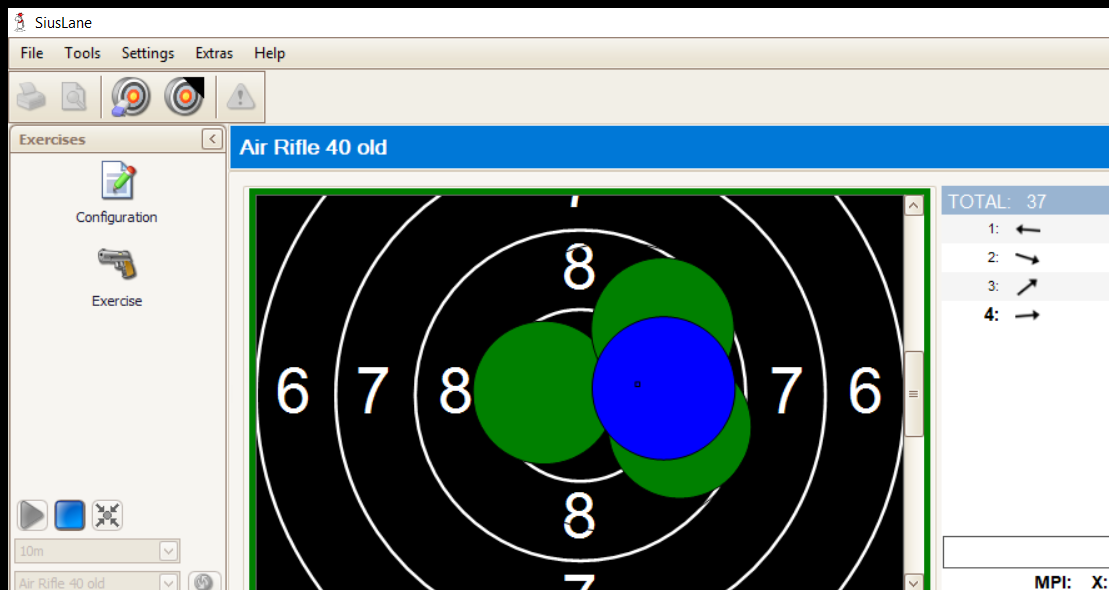 SiusLane
File Tools Settings Extras Help
Exercises
Configuration
Exercise
10m
Air Rifle 40 old
Air Rifle 40 old
7
8
6 7 8 7 6
8
7
TOTAL: 37
1:
2:
3:
4:
MPI: X: